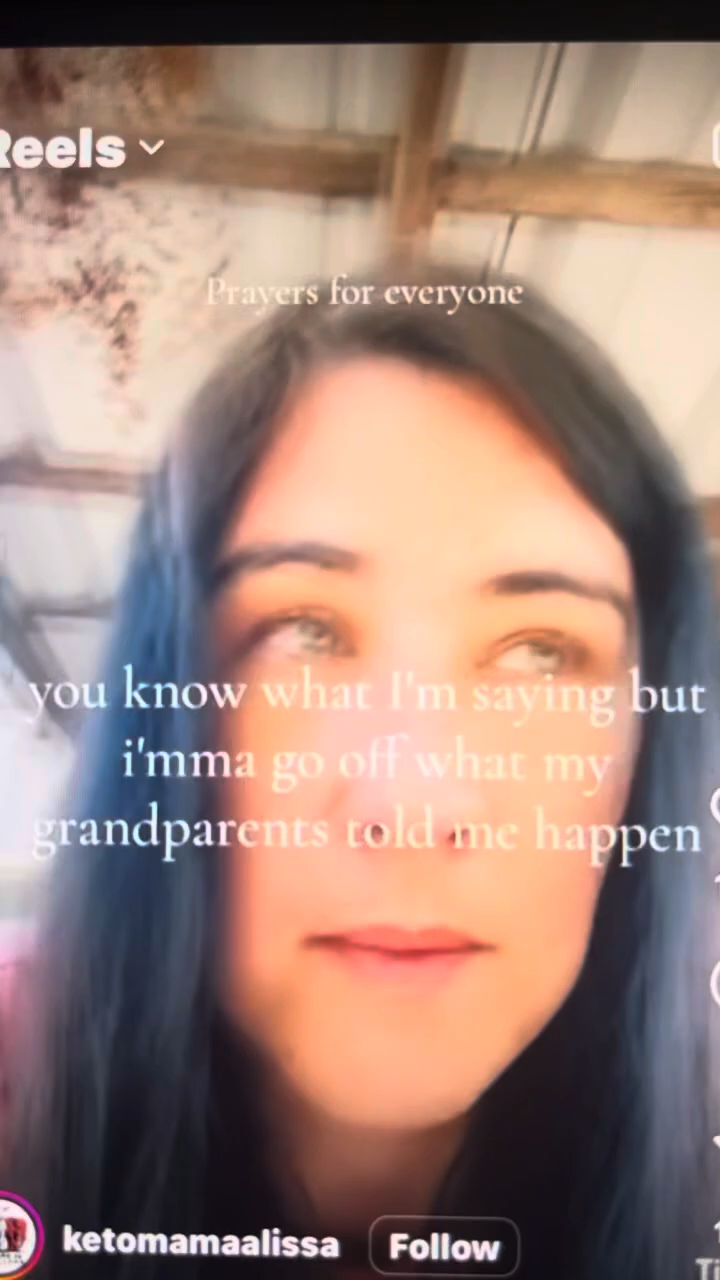 Reels
Prayers for everyone
you know what I'm saying but
i'mma go off what my
grandparents told me happen
ketomamaalissa
Follow